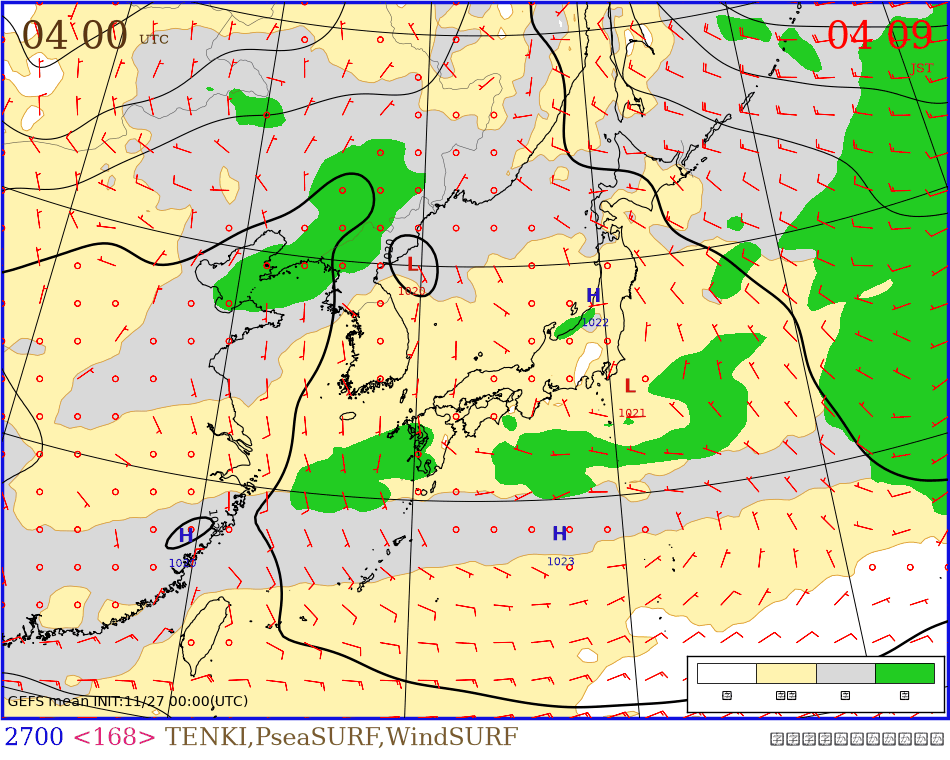 04 00 UTC
04 09 JST
L
1020
H
1022
L
1021
H
H
1023
GEFS mean INIT:11/27 00:00(UTC)
2700 <168> TENKI,PseaSURF,WindSURF